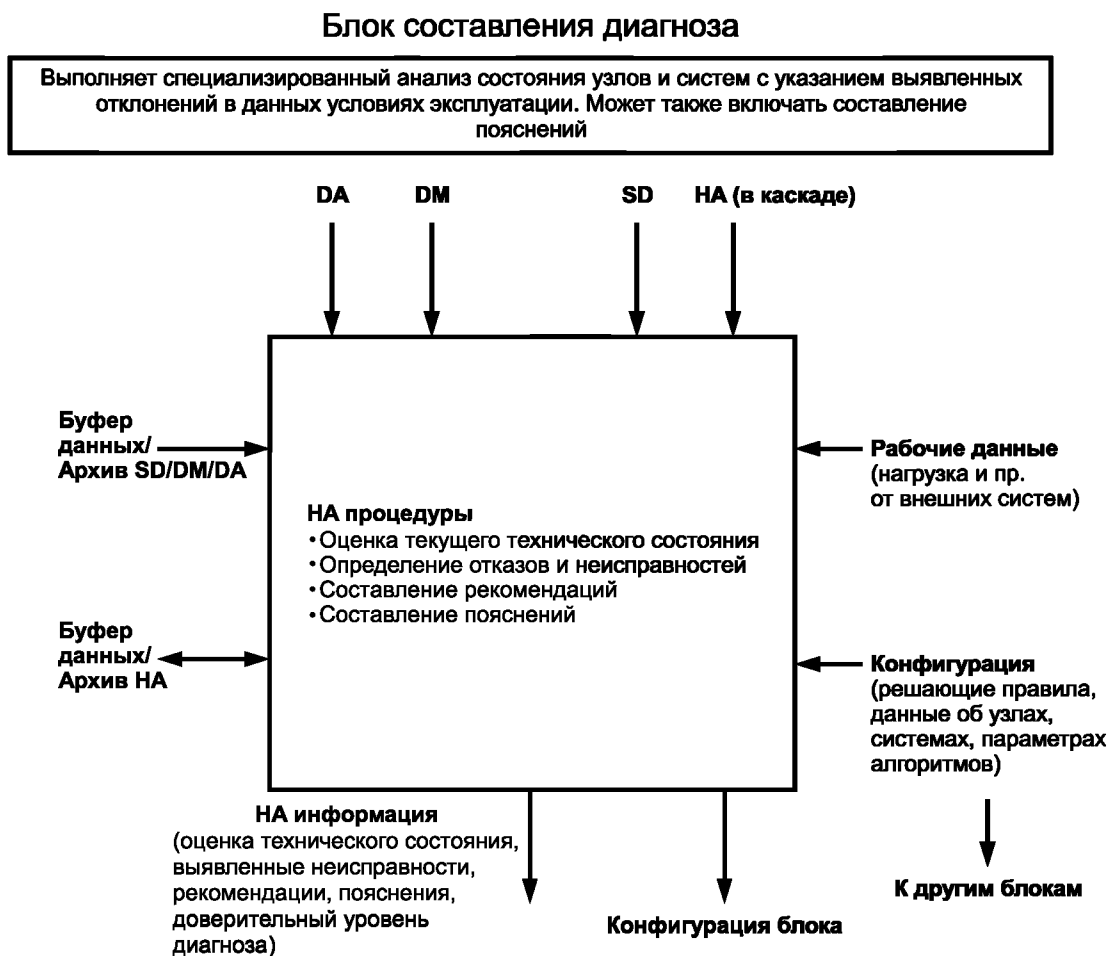 Блок составления диагноза
Выполняет специализированный анализ состояния узлов и систем с указанием выявленных
отклонений в данных условиях эксплуатации. Может также включать составление
пояснений
DA DM SD HA (в каскаде)
Буфер
данных/
Архив SD/DM/DA
Рабочие данные
(нагрузка и пр.
от внешних систем)
HA процедуры
•Оценка текущего технического состояния
•Определение отказов и неисправностей
•Составление рекомендаций
•Составление пояснений
Буфер
данных/
Архив HA
Конфигурация
(решающие правила,
данные об узлах,
системах, параметрах
алгоритмов)
HA информация
(оценка технического состояния,
выявленные неисправности,
рекомендации, пояснения,
доверительный уровень
диагноза)
Конфигурация блока
К другим блокам